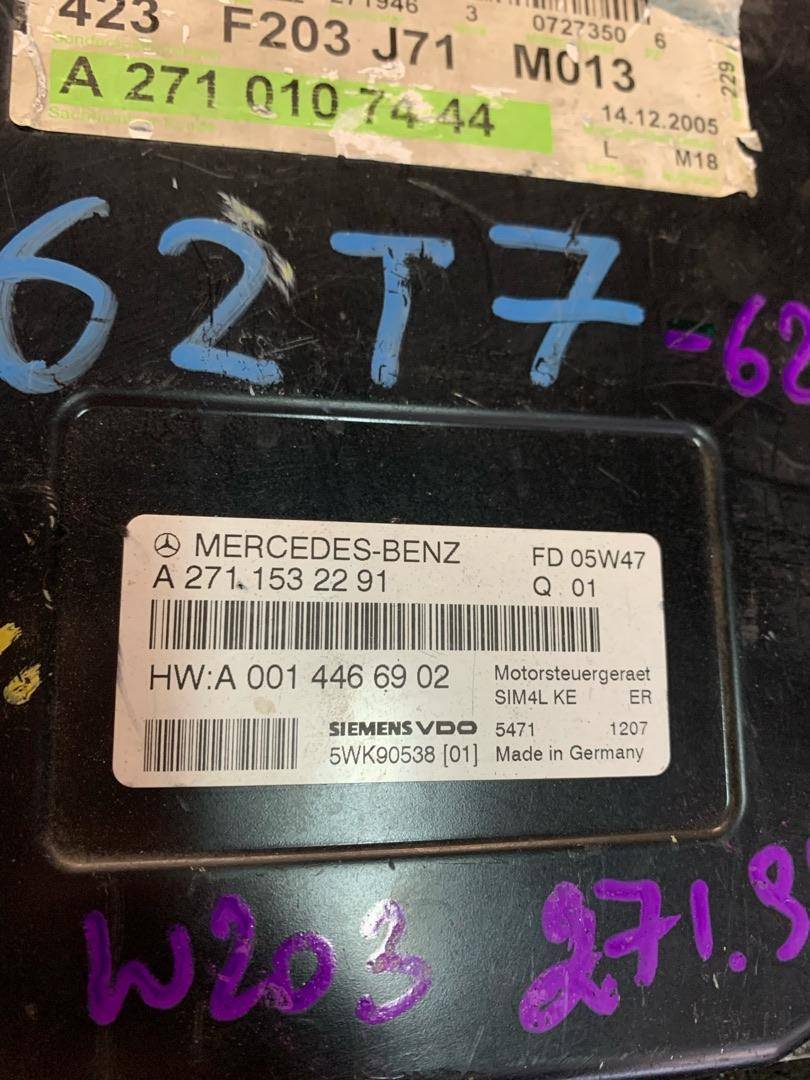 271946 3 0727350 6
423 F203 J71 M013
229
A 271 010 74 44
14.12.2005
L M18
62T7 -62
MERCEDES-BENZ FD 05W47
A 271 153 22 91 Q 01
HW:A 001 446 69 02 Motorsteuergeraet
SIM4L KE ER
SIEMENS VDO 5471 1207
5WK90538 [01] Made in Germany
W203 271.9